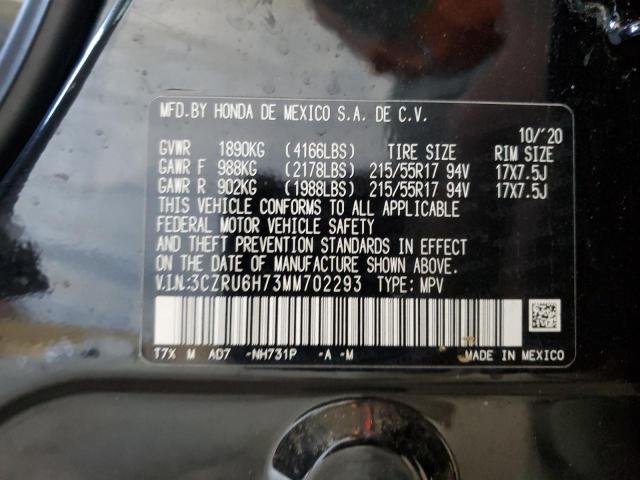 MFD.BY HONDA DE MEXICO S.A. DE C.V.
10/'20
GVWR 1890KG (4166LBS) TIRE SIZE RIM SIZE
GAWR F 988KG (2178LBS) 215/55R17 94V 17X7.5J
GAWR R 902KG (1988LBS) 215/55R17 94V 17X7.5J
THIS VEHICLE CONFORMS TO ALL APPLICABLE
FEDERAL MOTOR VEHICLE SAFETY
AND THEFT PREVENTION STANDARDS IN EFFECT
ON THE DATE OF MANUFACTURE SHOWN ABOVE.
V.I.N.:3CZRU6H73MM702293 TYPE: MPV
T7X M AD7 -NH731P -A -M MADE IN MEXICO